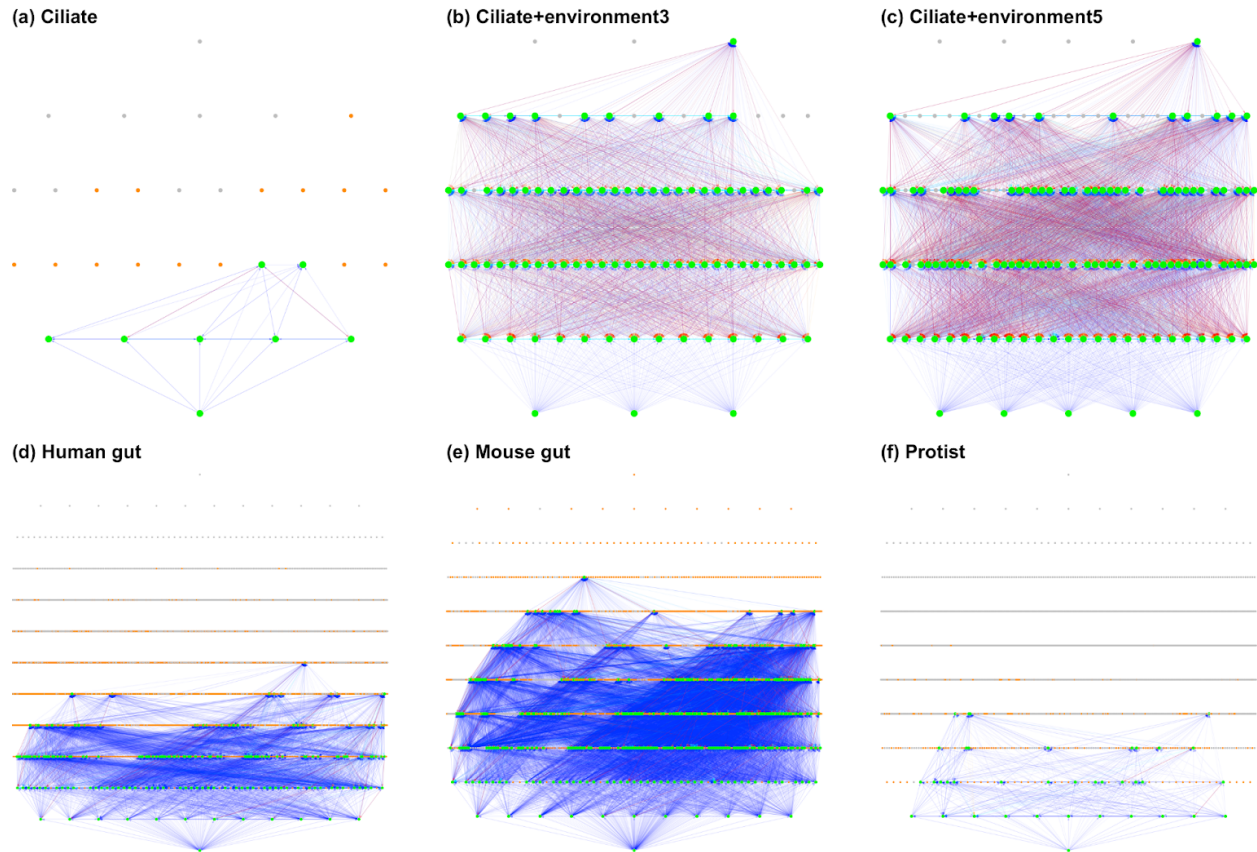 (a) Ciliate
(b) Ciliate+environment3
(c) Ciliate+environment5
(d) Human gut
(e) Mouse gut
(f) Protist